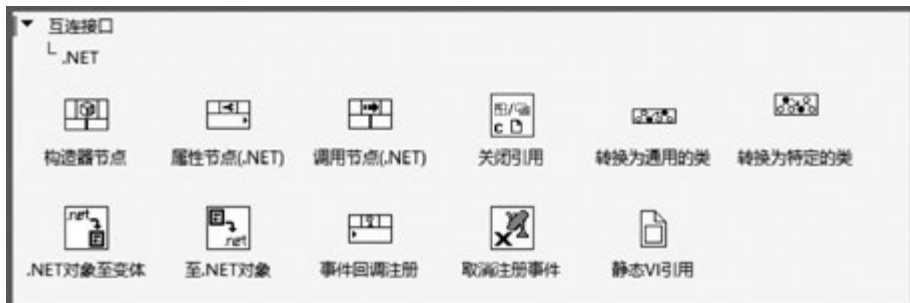 互连接口
.NET
构造器节点 属性节点(.NET) 调用节点(.NET) 关闭引用 转换为通用的类 转换为特定的类
.net .net
.NET对象至变体 至.NET对象 事件回调注册 取消注册事件 静态VI引用